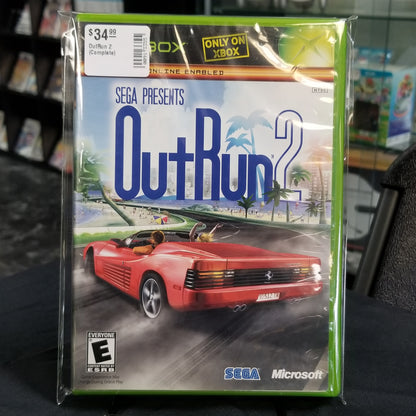 $34.99
OutRun 2
(Complete)
XBOX
ONLY ON
XBOX
ONLINE ENABLED
SEGA PRESENTS
OutRun2
EVERYONE
E
ESRB
SEGA
Microsoft